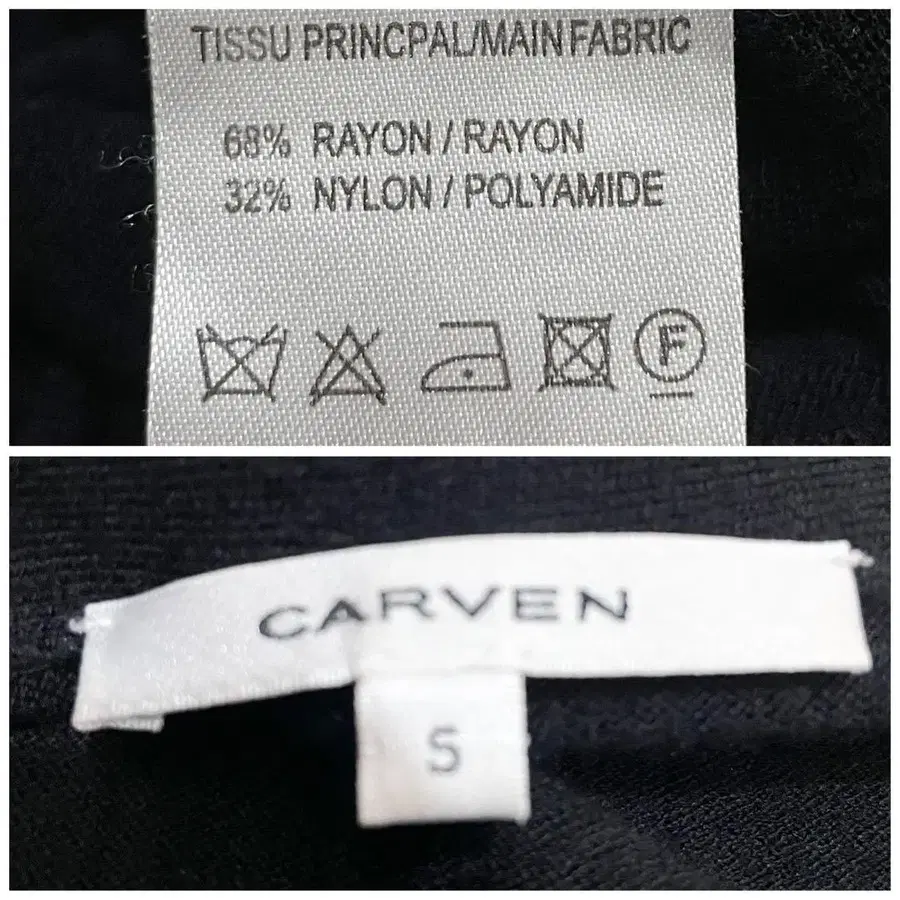 TISSU PRINCPAL/MAIN FABRIC
68% RAYON / RAYON
32% NYLON / POLYAMIDE
F
CARVEN
S